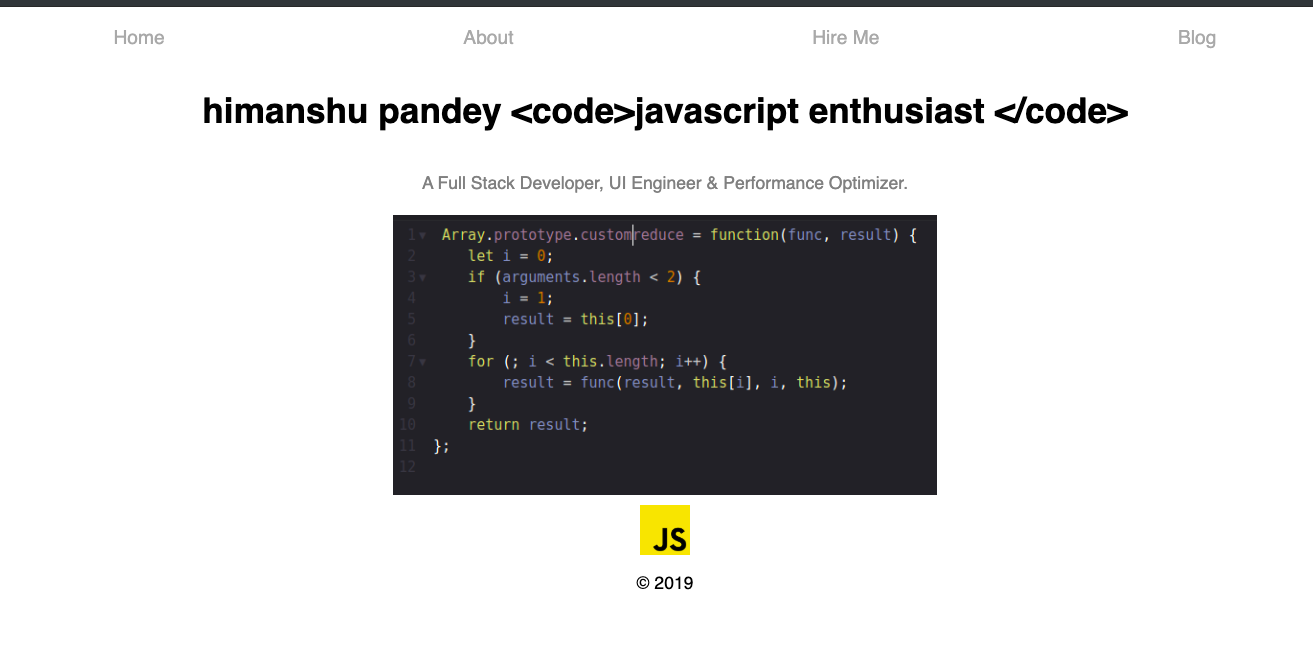 Home About Hire Me Blog
himanshu pandey <code>javascript enthusiast </code>
A Full Stack Developer, UI Engineer & Performance Optimizer.
1 Array.prototype.customreduce = function(func, result) {
2 let i = 0;
3 if (arguments.length < 2) {
4 i = 1;
5 result = this[0];
6 }
7 for (; i < this.length; i++) {
8 result = func(result, this[i], i, this);
9 }
10 return result;
11 };
12
JS
© 2019